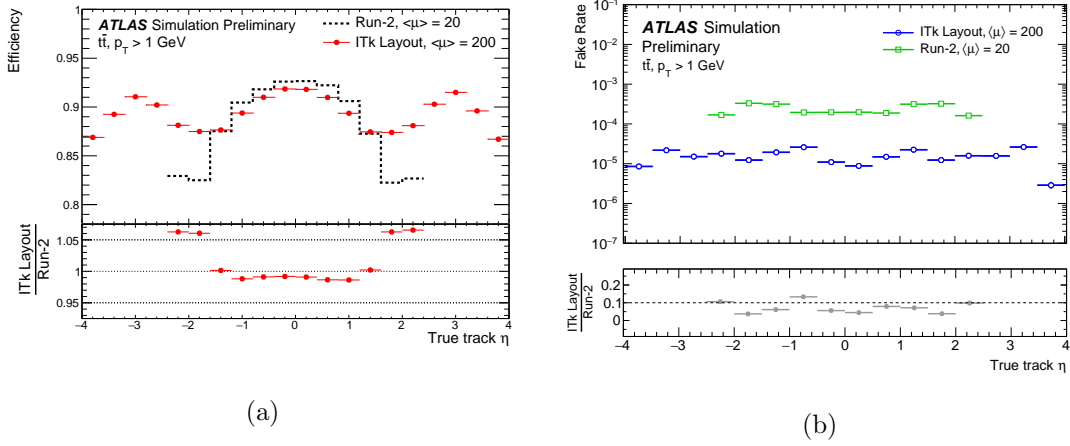 ATLAS Simulation Preliminary
tt̄, p_T > 1 GeV
Run-2, <μ> = 20
ITk Layout, <μ> = 200
Efficiency
1
0.95
0.9
0.85
0.8
ITk Layout
Run-2
1.05
1
0.95
−4 −3 −2 −1 0 1 2 3 4
True track η
(a)
ATLAS Simulation
Preliminary
tt̄, p_T > 1 GeV
ITk Layout, ⟨μ⟩ = 200
Run-2, ⟨μ⟩ = 20
Fake Rate
10⁻¹
10⁻²
10⁻³
10⁻⁴
10⁻⁵
10⁻⁶
10⁻⁷
ITk Layout
Run-2
0.2
0.1
0
−4 −3 −2 −1 0 1 2 3 4
True track η
(b)